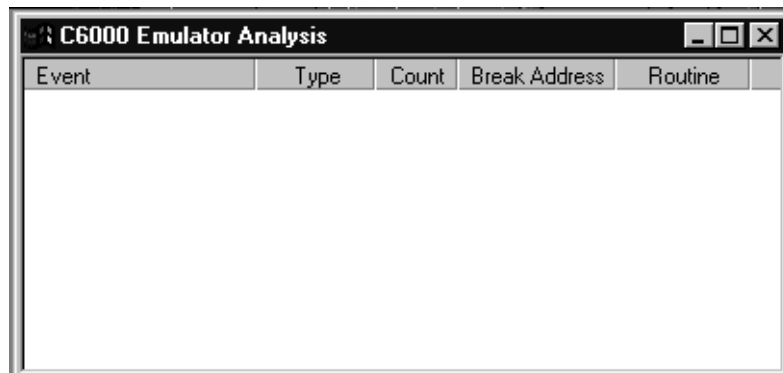 C6000 Emulator Analysis
Event Type Count Break Address Routine